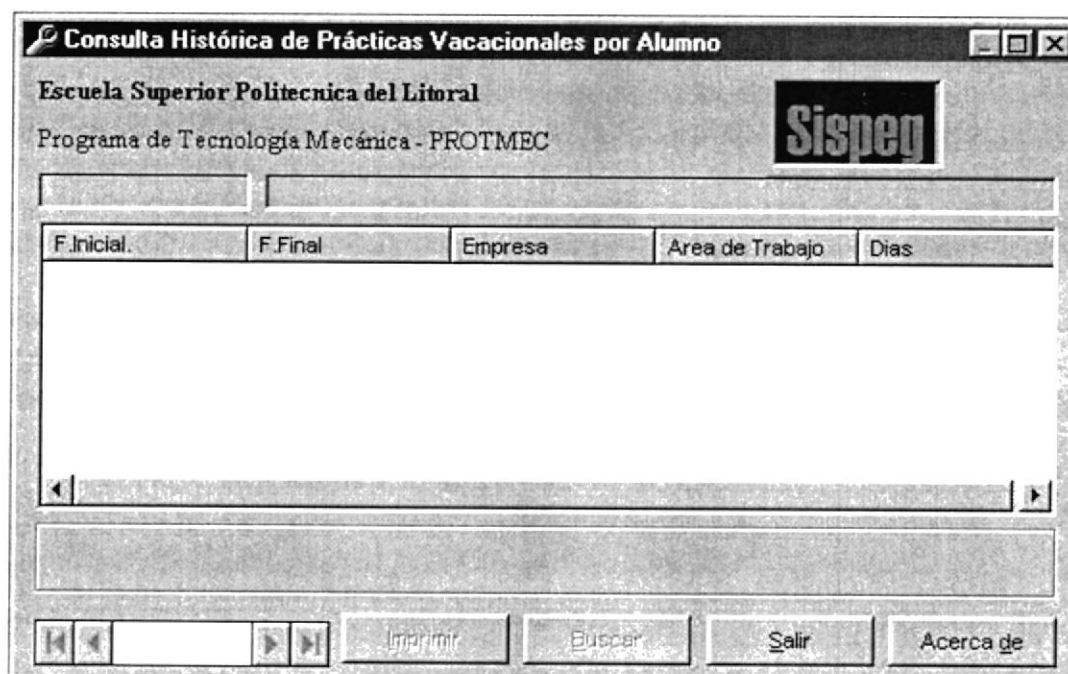 Consulta Histórica de Prácticas Vacacionales por Alumno
Escuela Superior Politecnica del Litoral
Sispeg
Programa de Tecnología Mecánica - PROTMEC
F.Inicial. F.Final Empresa Area de Trabajo Dias
Imprimir Buscar Salir Acerca de